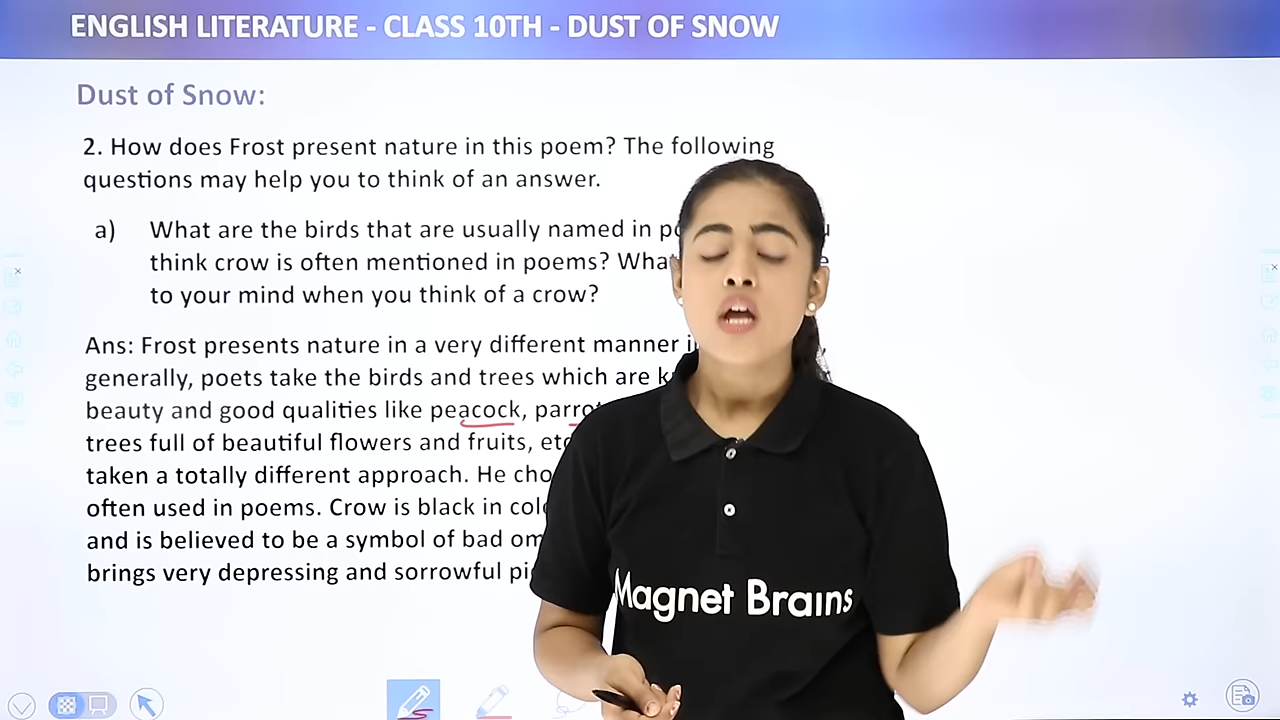 ENGLISH LITERATURE - CLASS 10TH - DUST OF SNOW
Dust of Snow:
2. How does Frost present nature in this poem? The following
questions may help you to think of an answer.
a) What are the birds that are usually named in
think crow is often mentioned in poems?
to your mind when you think of a crow?
Ans: Frost presents nature in a very different manner
generally, poets take the birds and trees which are
beauty and good qualities like peacock,
trees full of beautiful flowers and fruits,
taken a totally different approach. He
often used in poems. Crow is black in
and is believed to be a symbol of bad
brings very depressing and sorrowful
Magnet Brains